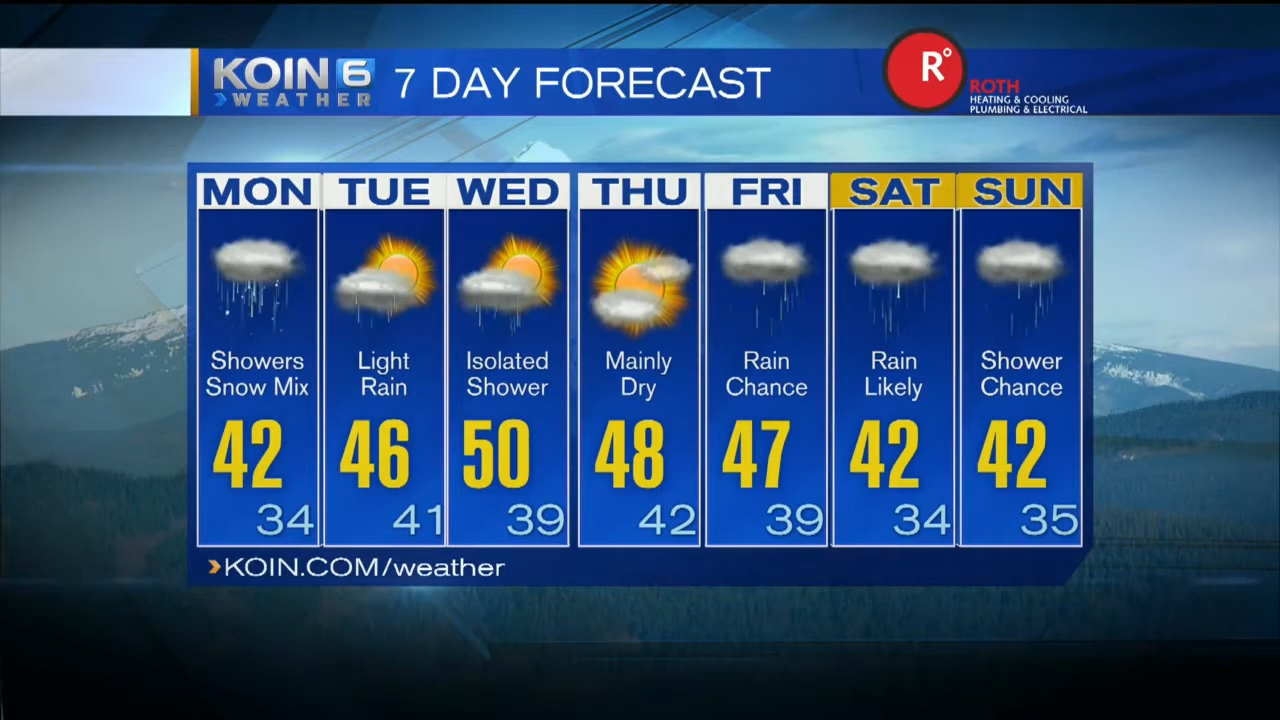 KOIN 6
WEATHER
7 DAY FORECAST
R°
ROTH
HEATING & COOLING
PLUMBING & ELECTRICAL
MON TUE WED THU FRI SAT SUN
Showers Light Isolated Mainly Rain Rain Shower
Snow Mix Rain Shower Dry Chance Likely Chance
42 46 50 48 47 42 42
34 41 39 42 39 34 35
KOIN.COM/weather